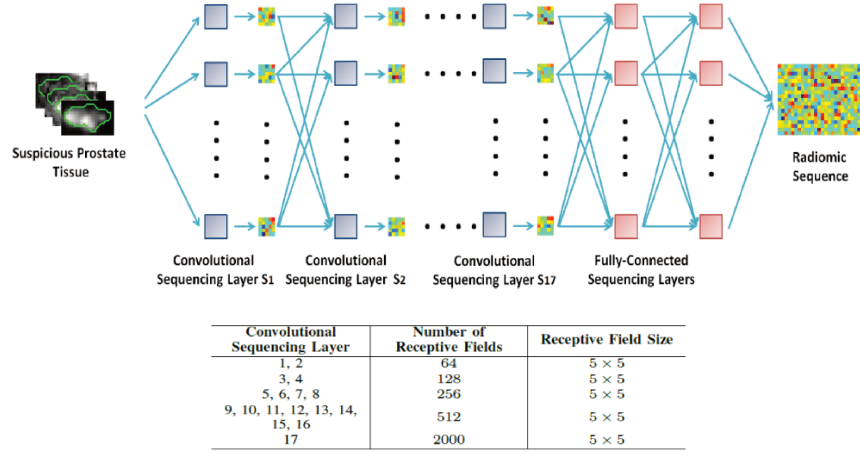 Suspicious Prostate
Tissue
Radiomic
Sequence
Convolutional
Sequencing Layer S1
Convolutional
Sequencing Layer S2
Convolutional
Sequencing Layer S17
Fully-Connected
Sequencing Layers
Convolutional
Sequencing Layer
Number of
Receptive Fields
Receptive Field Size
1, 2 64 5 × 5
3, 4 128 5 × 5
5, 6, 7, 8 256 5 × 5
9, 10, 11, 12, 13, 14,
15, 16
512 5 × 5
17 2000 5 × 5